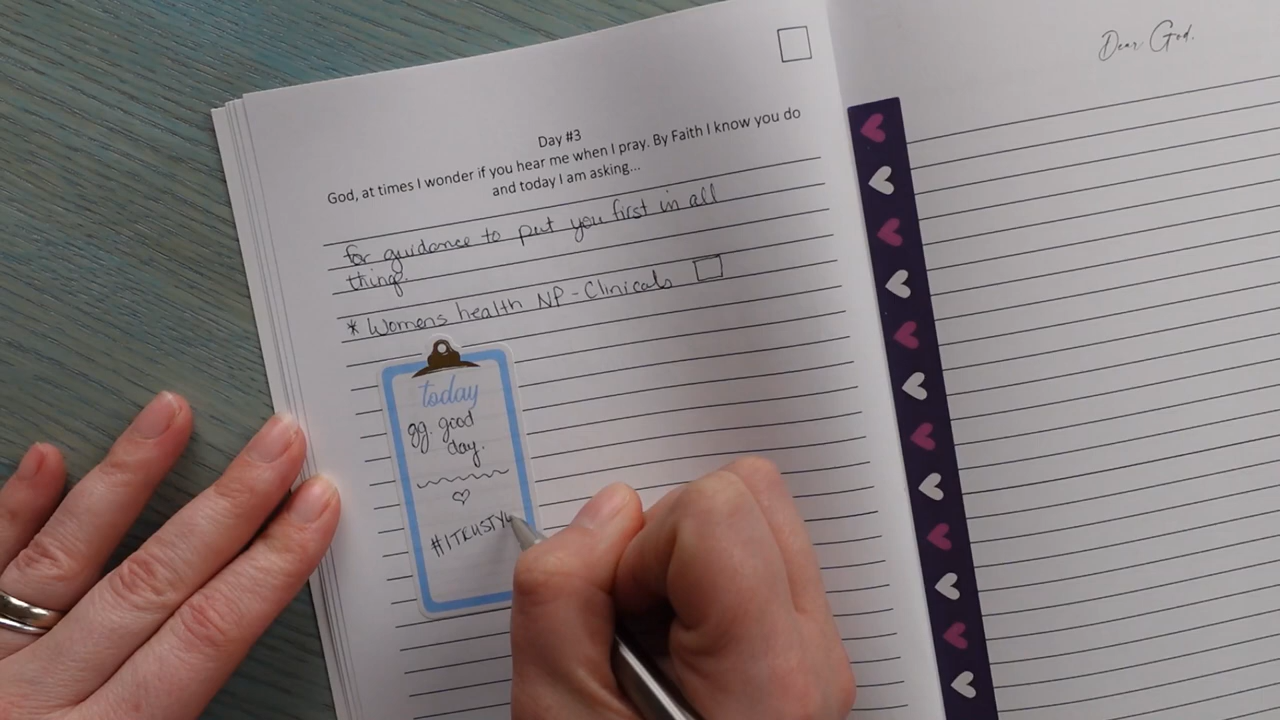 Day #3
God, at times I wonder if you hear me when I pray. By Faith I know you do
and today I am asking...
for guidance to put you first in all
things.
* Womens health NP - Clinicals
today
gg. good
day.
#ITRUSTYU
Dear God,